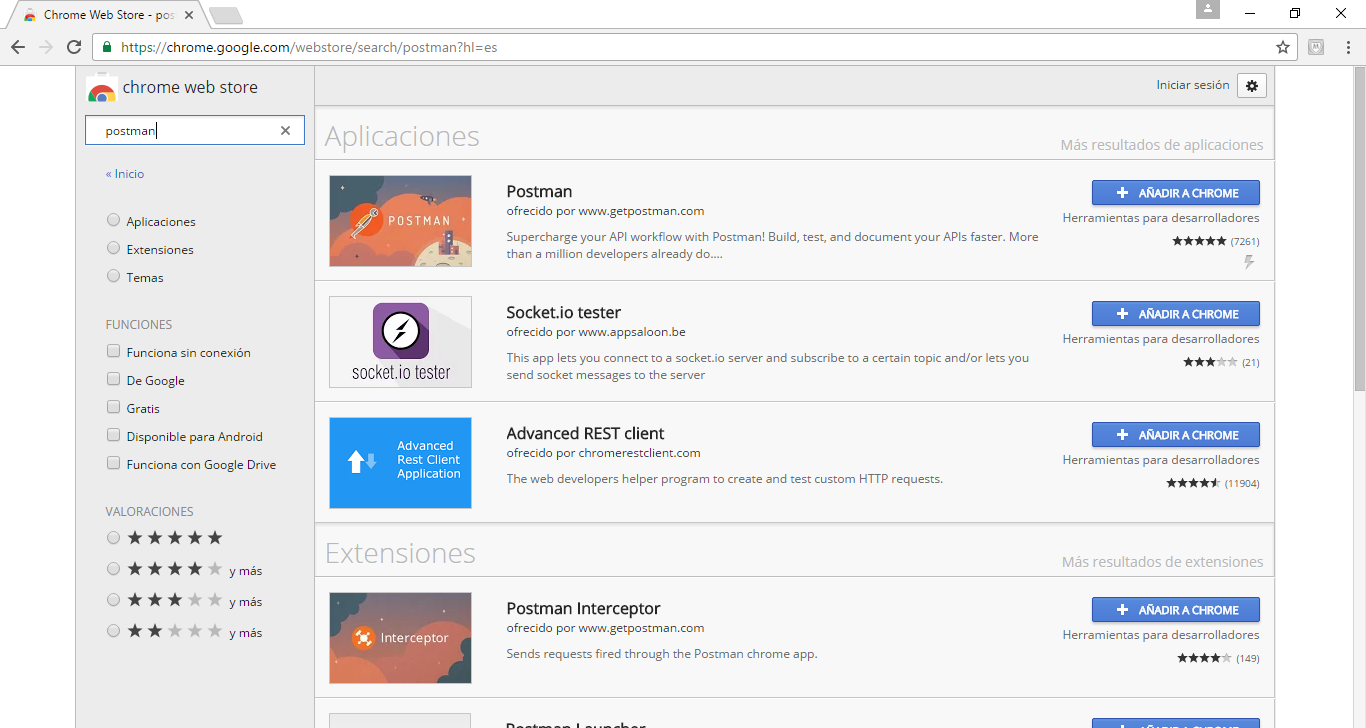 Chrome Web Store - pos
https://chrome.google.com/webstore/search/postman?hl=es
chrome web store
Iniciar sesión
postman
« Inicio
Aplicaciones
Extensiones
Temas
FUNCIONES
Funciona sin conexión
De Google
Gratis
Disponible para Android
Funciona con Google Drive
VALORACIONES
y más
y más
y más
Aplicaciones
Más resultados de aplicaciones
POSTMAN
Postman
ofrecido por www.getpostman.com
Supercharge your API workflow with Postman! Build, test, and document your APIs faster. More
than a million developers already do....
AÑADIR A CHROME
Herramientas para desarrolladores
(7261)
socket.io tester
Socket.io tester
ofrecido por www.appsaloon.be
This app lets you connect to a socket.io server and subscribe to a certain topic and/or lets you
send socket messages to the server
AÑADIR A CHROME
Herramientas para desarrolladores
(21)
Advanced
Rest Client
Application
Advanced REST client
ofrecido por chromerestclient.com
The web developers helper program to create and test custom HTTP requests.
AÑADIR A CHROME
Herramientas para desarrolladores
(11904)
Extensiones
Más resultados de extensiones
Interceptor
Postman Interceptor
ofrecido por www.getpostman.com
Sends requests fired through the Postman chrome app.
AÑADIR A CHROME
Herramientas para desarrolladores
(149)
Postman Launcher